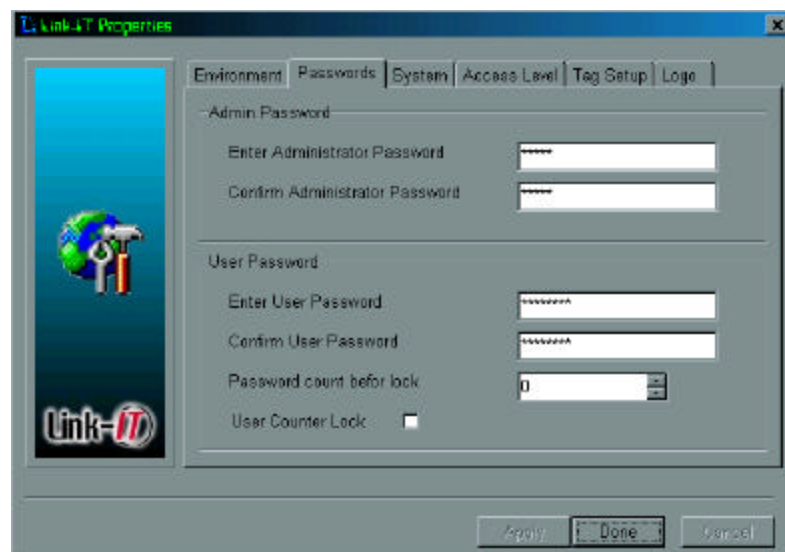 Link-IT Properties
Environment Passwords System Access Level Tag Setup Logo
Admin Password
Enter Administrator Password *****
Confirm Administrator Password *****
User Password
Enter User Password ********
Confirm User Password ********
Password count befor lock 0
User Counter Lock
Link-IT
Apply Done Cancel